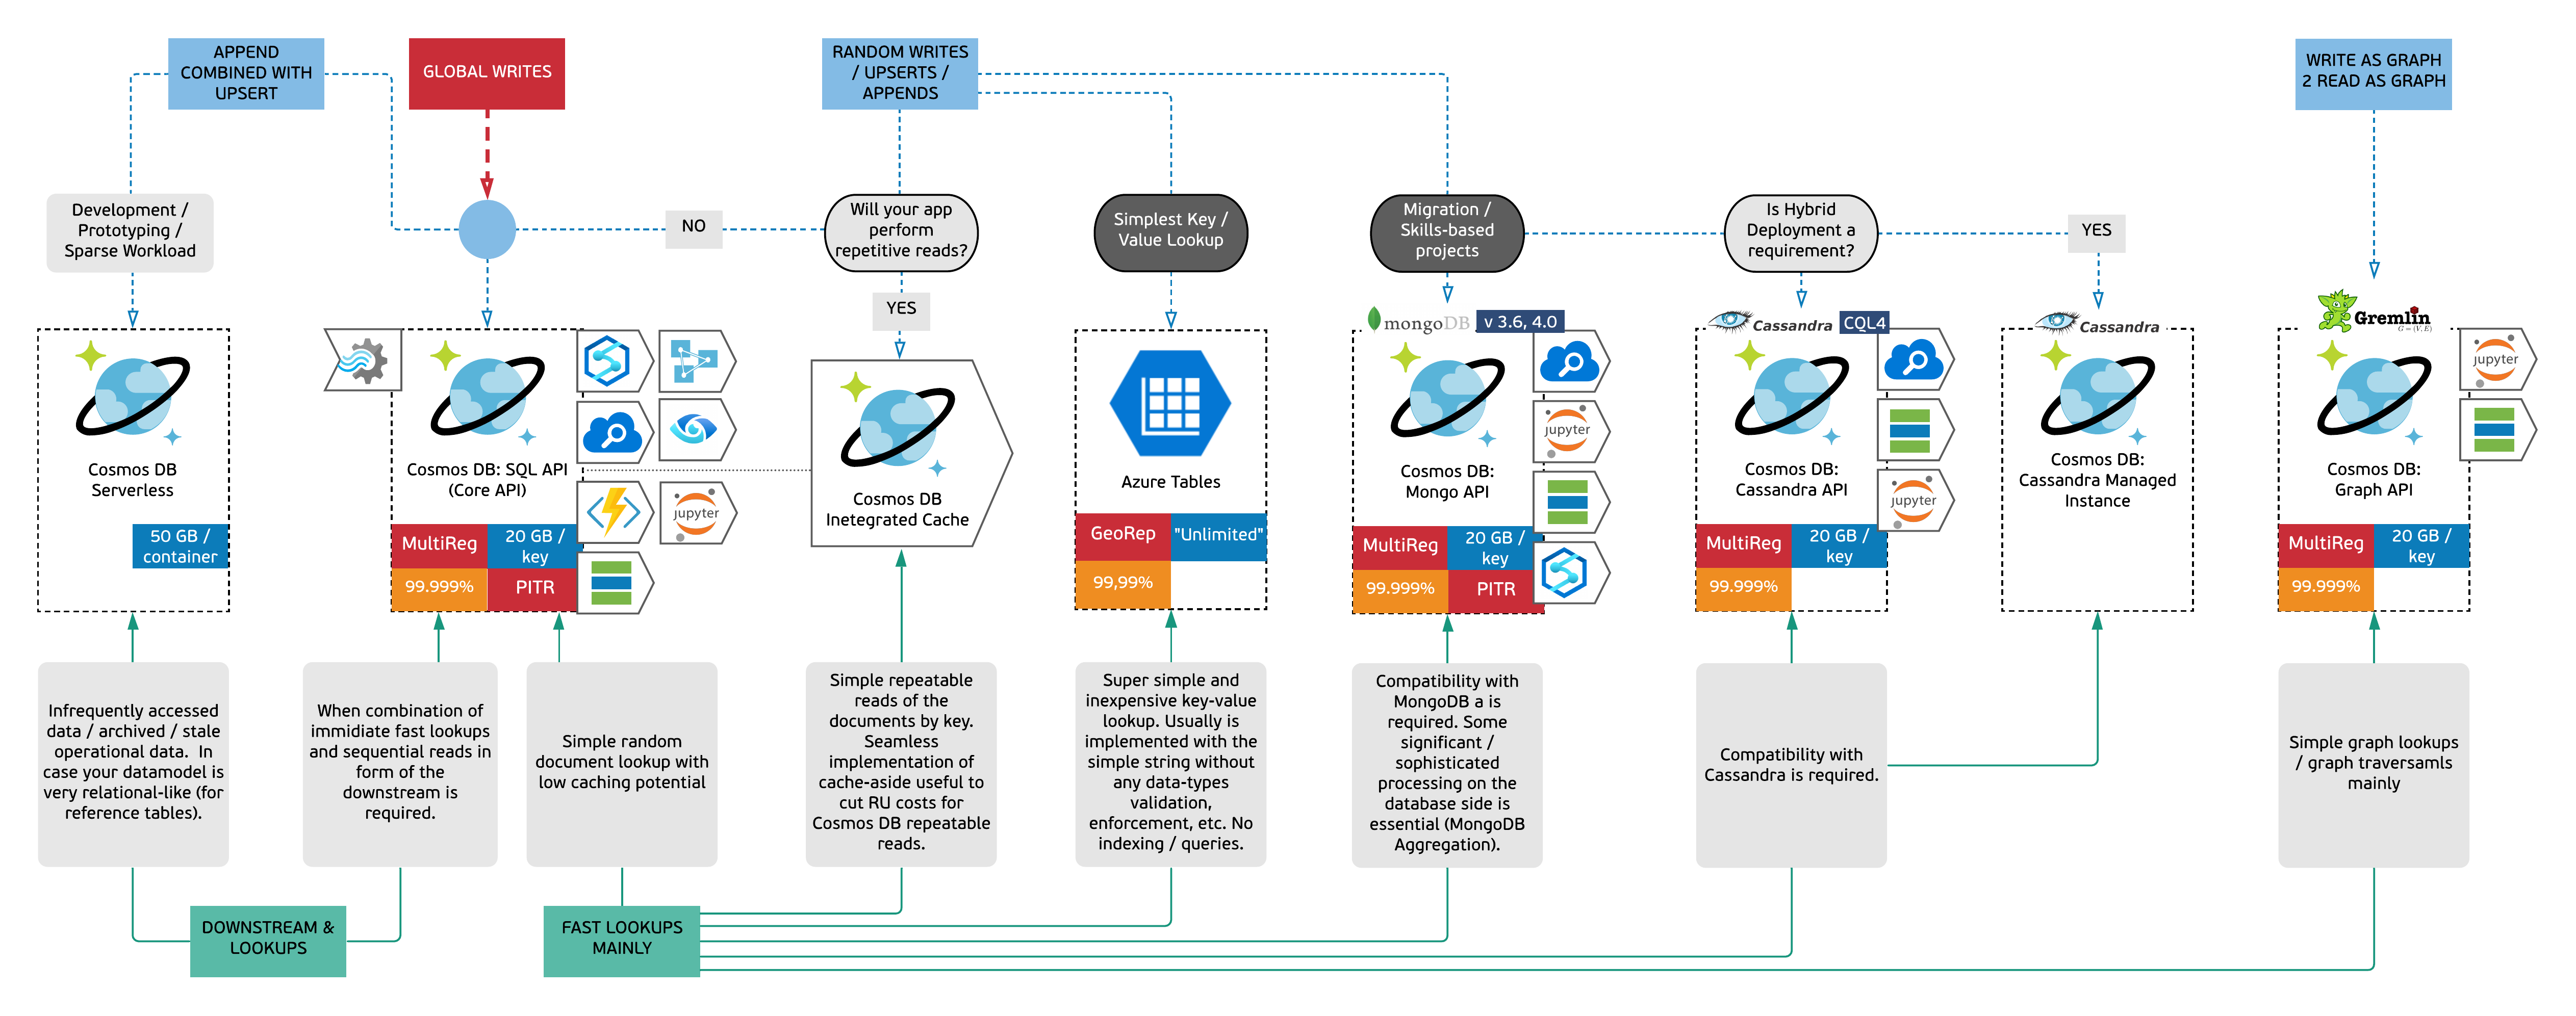 APPEND
COMBINED WITH
UPSERT
GLOBAL WRITES
RANDOM WRITES
/ UPSERTS /
APPENDS
WRITE AS GRAPH
2 READ AS GRAPH
Development /
Prototyping /
Sparse Workload
NO
Will your app
perform
repetitive reads?
Simplest Key /
Value Lookup
Migration /
Skills-based
projects
Is Hybrid
Deployment a
requirement?
YES
YES
mongoDB
v 3.6, 4.0
Cassandra
CQL4
Cassandra
Gremlin
G = (V, E)
Cosmos DB
Serverless
50 GB /
container
Cosmos DB: SQL API
(Core API)
MultiReg
20 GB /
key
99.999%
PITR
jupyter
Cosmos DB
Inetegrated Cache
Azure Tables
GeoRep
"Unlimited"
99,99%
Cosmos DB:
Mongo API
MultiReg
20 GB /
key
99.999%
PITR
jupyter
Cosmos DB:
Cassandra API
MultiReg
20 GB /
key
99.999%
jupyter
Cosmos DB:
Cassandra Managed
Instance
Cosmos DB:
Graph API
MultiReg
20 GB /
key
99.999%
jupyter
Infrequently accessed
data / archived / stale
operational data.  In
case your datamodel is
very relational-like (for
reference tables).
When combination of
immidiate fast lookups
and sequential reads in
form of the
downstream is
required.
Simple random
document lookup with
low caching potential
Simple repeatable
reads of the
documents by key.
Seamless
implementation of
cache-aside useful to
cut RU costs for
Cosmos DB repeatable
reads.
Super simple and
inexpensive key-value
lookup. Usually is
implemented with the
simple string without
any data-types
validation,
enforcement, etc. No
indexing / queries.
Compatibility with
MongoDB a is
required. Some
significant /
sophisticated
processing on the
database side is
essential (MongoDB
Aggregation).
Compatibility with
Cassandra is required.
Simple graph lookups
/ graph traversamls
mainly
DOWNSTREAM &
LOOKUPS
FAST LOOKUPS
MAINLY